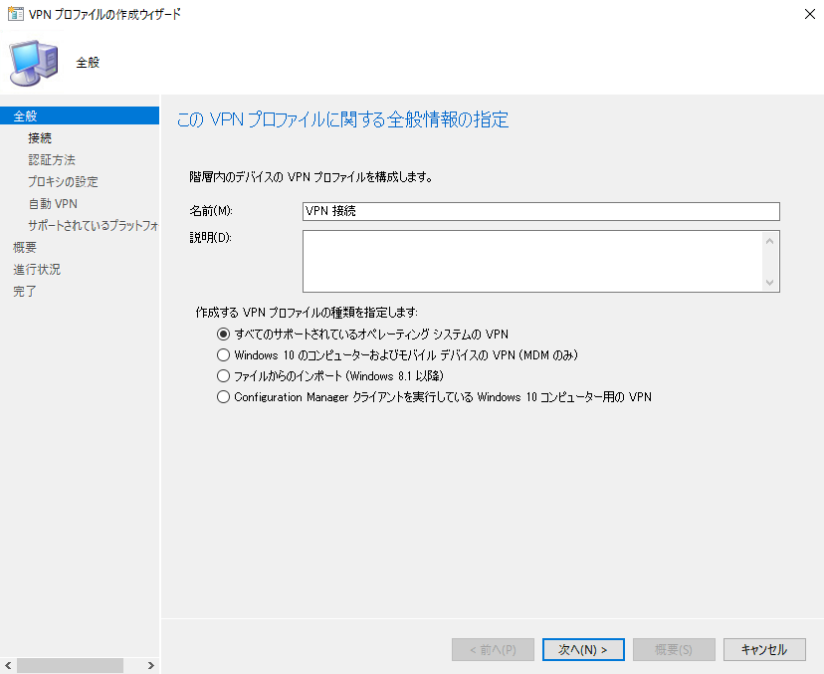 VPN プロファイルの作成ウィザード
全般
全般
接続
認証方法
プロキシの設定
自動 VPN
サポートされているプラットフォ
概要
進行状況
完了
この VPN プロファイルに関する全般情報の指定
階層内のデバイスの VPN プロファイルを構成します。
名前(M):
VPN 接続
説明(D):
作成する VPN プロファイルの種類を指定します:
すべてのサポートされているオペレーティング システムの VPN
Windows 10 のコンピューターおよびモバイル デバイスの VPN (MDM のみ)
ファイルからのインポート (Windows 8.1 以降)
Configuration Manager クライアントを実行している Windows 10 コンピューター用の VPN
< 前へ(P)
次へ(N) >
概要(S)
キャンセル